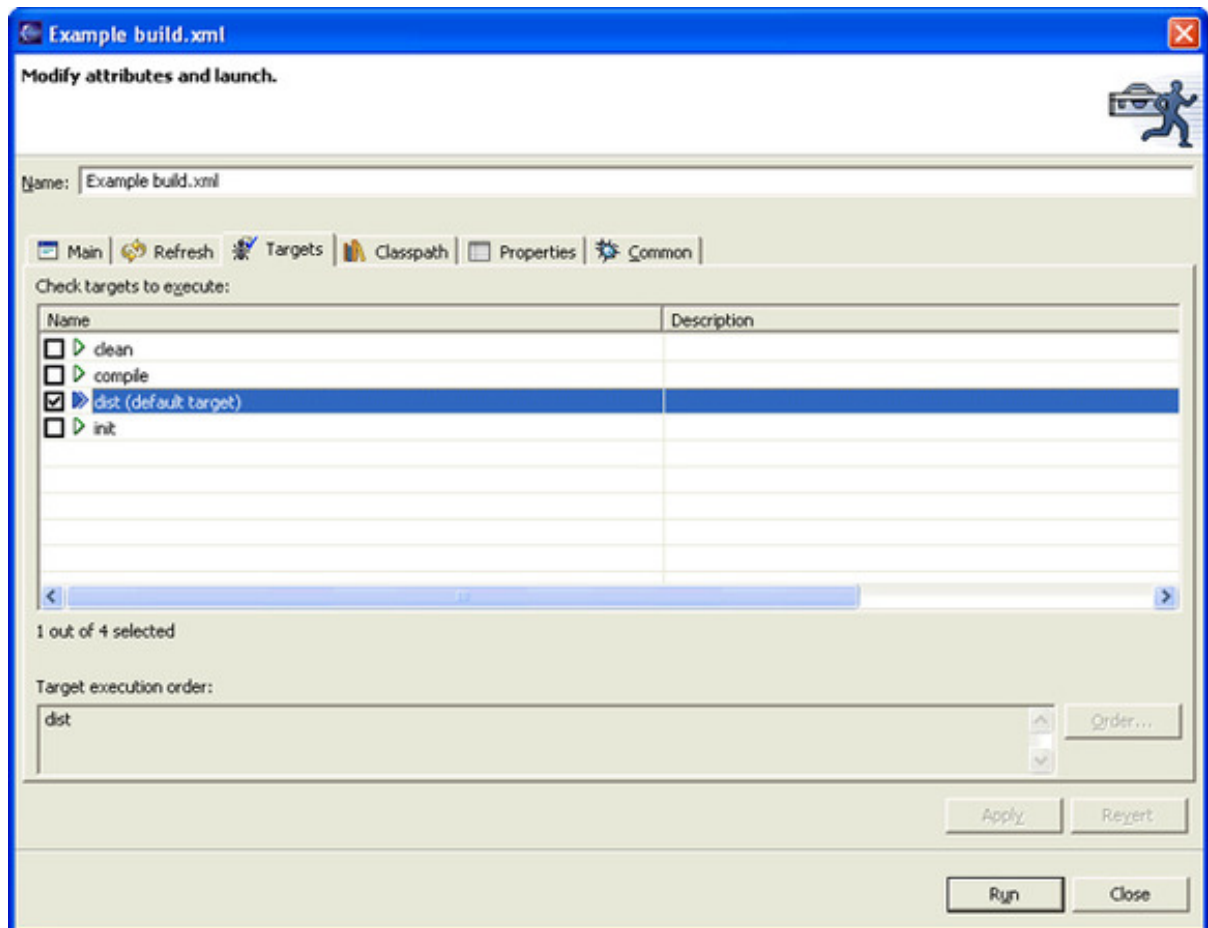 Example build.xml
Modify attributes and launch.
Name: Example build.xml
Main Refresh Targets Classpath Properties Common
Check targets to execute:
Name Description
clean
compile
dist (default target)
init
1 out of 4 selected
Target execution order:
dist
Order...
Apply Revert
Run Close